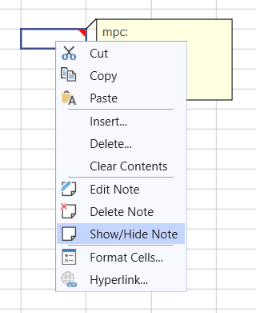 mpc:
Cut
Copy
Paste
Insert...
Delete...
Clear Contents
Edit Note
Delete Note
Show/Hide Note
Format Cells...
Hyperlink...